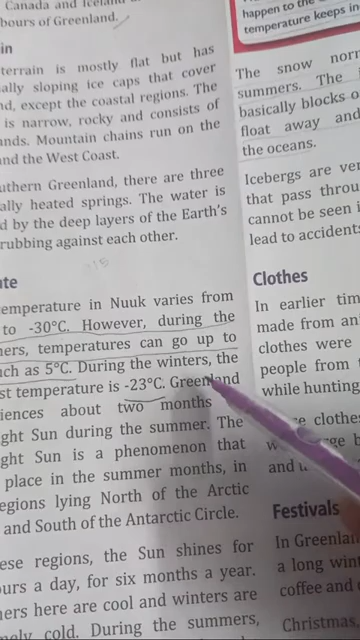 Canada and Iceland
bours of Greenland.
in
terrain is mostly flat but has
ally sloping ice caps that cover
nd, except the coastal regions. The
is narrow, rocky and consists of
ands. Mountain chains run on the
and the West Coast.
uthern Greenland, there are three
ally heated springs. The water is
d by the deep layers of the Earth's
rubbing against each other.
ate
temperature in Nuuk varies from
to -30°C. However, during the
ners, temperatures can go up to
uch as 5°C. During the winters, the
st temperature is -23°C. Greenland
iences about two months
ght Sun during the summer. The
ght Sun is a phenomenon that
place in the summer months, in
egions lying North of the Arctic
and South of the Antarctic Circle.
ese regions, the Sun shines for
ours a day, for six months a year.
ners here are cool and winters are
mely cold. During the summers,
happen to the
temperature keeps in
The snow nor
summers. The
basically blocks o
float away and
the oceans.
Icebergs are ver
that pass throu
cannot be seen i
lead to accident
Clothes
In earlier tim
made from an
clothes were
people from
while hunting
clothe
and
Festivals
In Greenlan
a long wint
coffee and
Christmas,